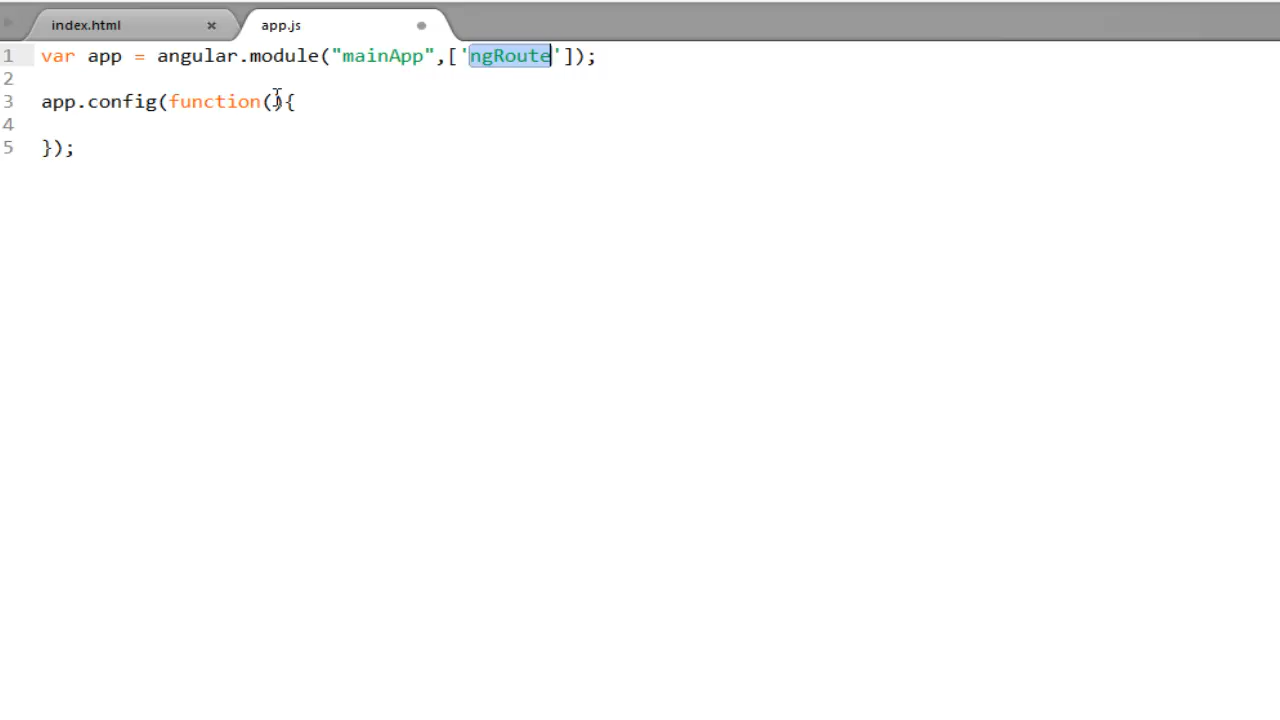 index.html × app.js
1 var app = angular.module("mainApp",['ngRoute']);
2
3 app.config(function(){
4
5 });